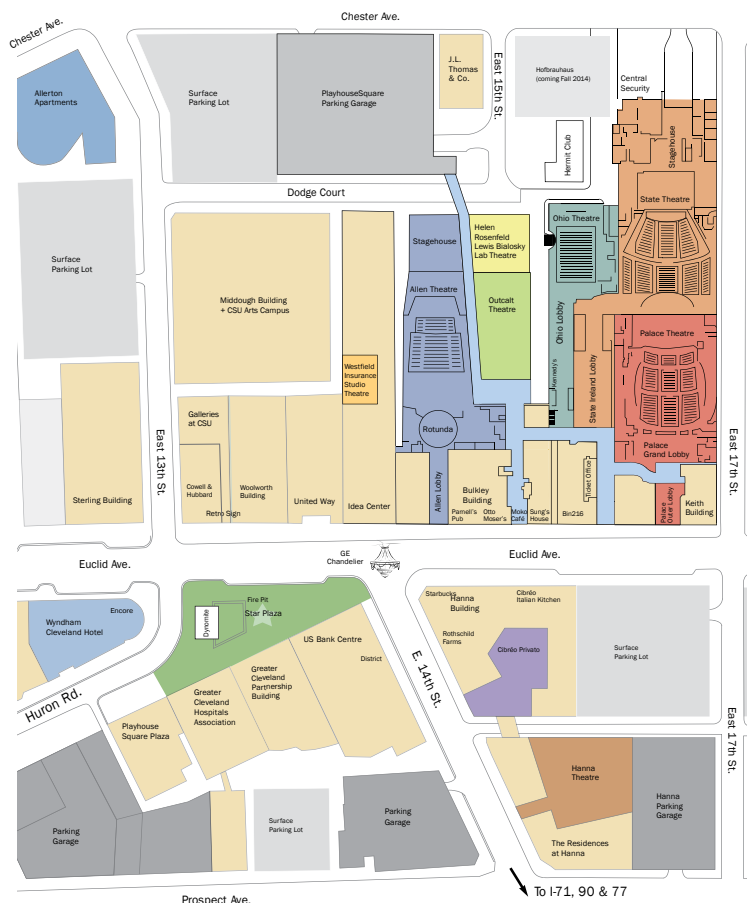 Chester Ave.
Chester Ave.
Allerton
Apartments
Surface
Parking Lot
PlayhouseSquare
Parking Garage
J.L.
Thomas
& Co.
East 15th St.
Hofbrauhaus
(coming Fall 2014)
Central
Security
Hermit Club
Stagehouse
State Theatre
Dodge Court
Surface
Parking Lot
Middough Building
+ CSU Arts Campus
Stagehouse
Helen
Rosenfeld
Lewis Bialosky
Lab Theatre
Ohio Theatre
Allen Theatre
Outcalt
Theatre
Ohio Lobby
Palace Theatre
Westfield
Insurance
Studio
Theatre
Kennedy's
State Ireland Lobby
Galleries
at CSU
Rotunda
Palace
Grand Lobby
East 13th St.
East 17th St.
Sterling Building
Cowell &
Hubbard
Woolworth
Building
Retro Sign
United Way
Idea Center
Allen Lobby
Bulkley
Building
Parnell's
Pub
Otto
Moser's
Moko
Café
Sung's
House
Bin216
Ticket Office
Palace
Outer Lobby
Keith
Building
Euclid Ave.
GE
Chandelier
Euclid Ave.
Wyndham
Cleveland Hotel
Encore
Dynomite
Fire Pit
Star Plaza
US Bank Centre
District
Starbucks
Hanna
Building
Cibréo
Italian Kitchen
Rothschild
Farms
Cibréo Privato
Surface
Parking Lot
Huron Rd.
E. 14th St.
East 17th St.
Greater
Cleveland
Partnership
Building
Greater
Cleveland
Hospitals
Association
Playhouse
Square Plaza
Parking
Garage
Surface
Parking Lot
Parking
Garage
Hanna
Theatre
Hanna
Parking
Garage
The Residences
at Hanna
To I-71, 90 & 77
Prospect Ave.